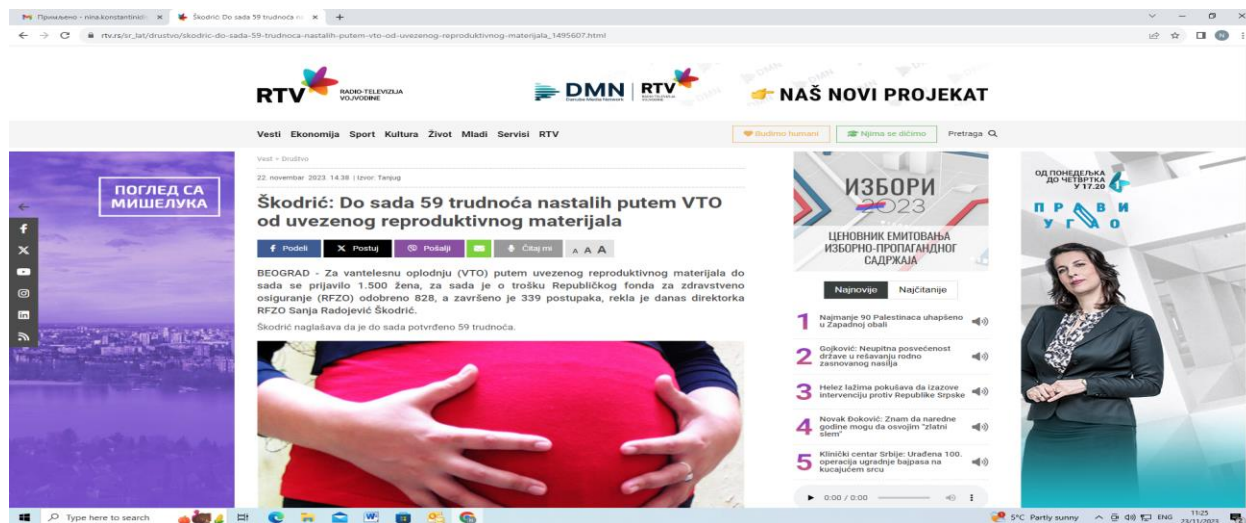 Примљено - nina.konstantinid
Škodrić: Do sada 59 trudnoća na
rtv.rs/sr_lat/drustvo/skodric-do-sada-59-trudnoca-nastalih-putem-vto-od-uvezenog-reproduktivnog-materijala_1495607.html
RTV
RADIO-TELEVIZIJA
VOJVODINE
DMN
RTV
NAŠ NOVI PROJEKAT
Vesti Ekonomija Sport Kultura Život Mladi Servisi RTV
Budimo humani
Njima se dičimo
Pretraga
Vest » Društvo
22. novembar 2023. 14.38 | Izvor: Tanjug
Škodrić: Do sada 59 trudnoća nastalih putem VTO
od uvezenog reproduktivnog materijala
Podeli
Postuj
Pošalji
Čitaj mi
A A A
BEOGRAD - Za vantelesnu oplodnju (VTO) putem uvezenog reproduktivnog materijala do
sada se prijavilo 1.500 žena, za sada je o trošku Republičkog fonda za zdravstveno
osiguranje (RFZO) odobreno 828, a završeno je 339 postupaka, rekla je danas direktorka
RFZO Sanja Radojević Škodrić.
Škodrić naglašava da je do sada potvrđeno 59 trudnoća.
ПОГЛЕД СА
МИШЕЛУКА
ИЗБОРИ
2023
ЦЕНОВНИК ЕМИТОВАЊА
ИЗБОРНО-ПРОПАГАНДНОГ
САДРЖАЈА
Najnovije
Najčitanije
1 Najmanje 90 Palestinaca uhapšeno
u Zapadnoj obali
2 Gojković: Neupitna posvećenost
države u rešavanju rodno
zasnovanog nasilja
3 Helez lažima pokušava da izazove
intervenciju protiv Republike Srpske
4 Novak Đoković: Znam da naredne
godine mogu da osvojim "zlatni
slem"
5 Klinički centar Srbije: Urađena 100.
operacija ugradnje bajpasa na
kucajućem srcu
0:00 / 0:00
ОД ПОНЕДЕЉКА
ДО ЧЕТВРТКА
У 17.20
ПРАВИ
УГАО
Type here to search
5°C Partly sunny
ENG
11:25
23/11/2023